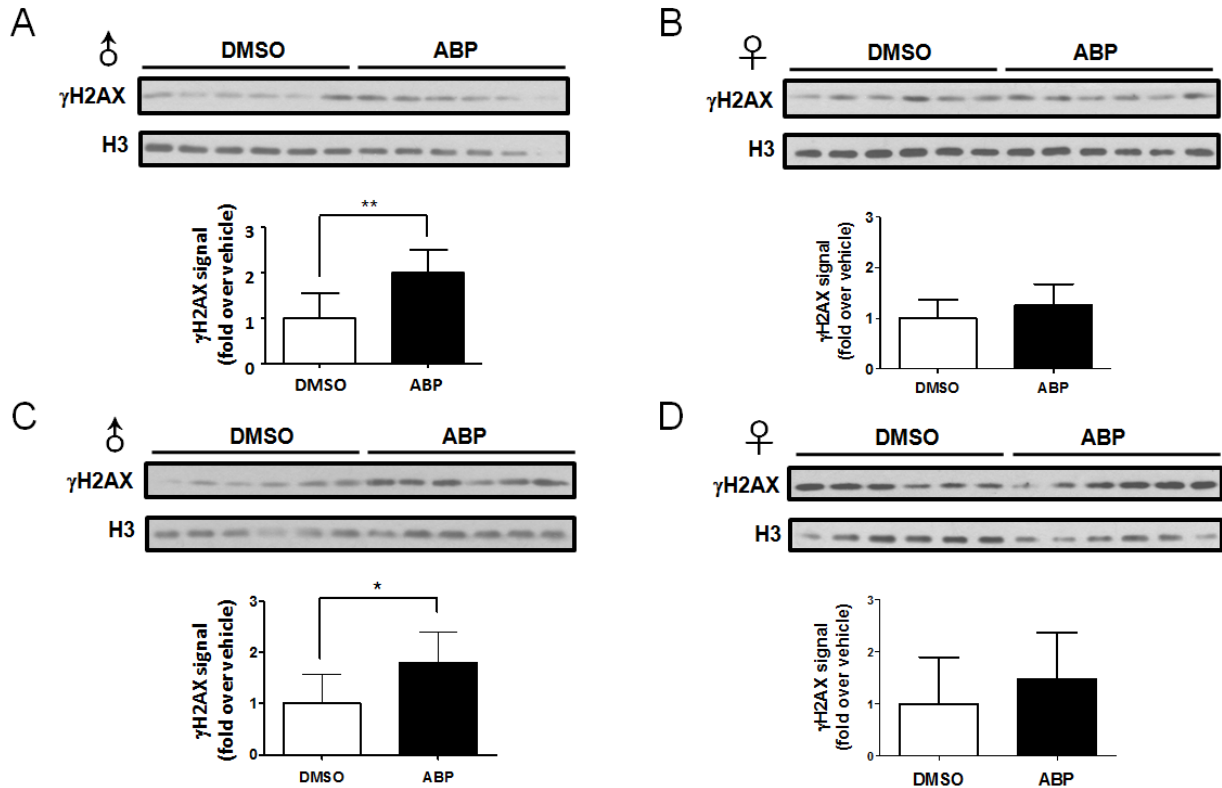 A
♂
DMSO ABP
γH2AX
H3
**
γH2AX signal
(fold over vehicle)
3
2
1
0
DMSO ABP
B
♀
DMSO ABP
γH2AX
H3
γH2AX signal
(fold over vehicle)
3
2
1
0
DMSO ABP
C
♂
DMSO ABP
γH2AX
H3
*
γH2AX signal
(fold over vehicle)
3
2
1
0
DMSO ABP
D
♀
DMSO ABP
γH2AX
H3
γH2AX signal
(fold over vehicle)
3
2
1
0
DMSO ABP